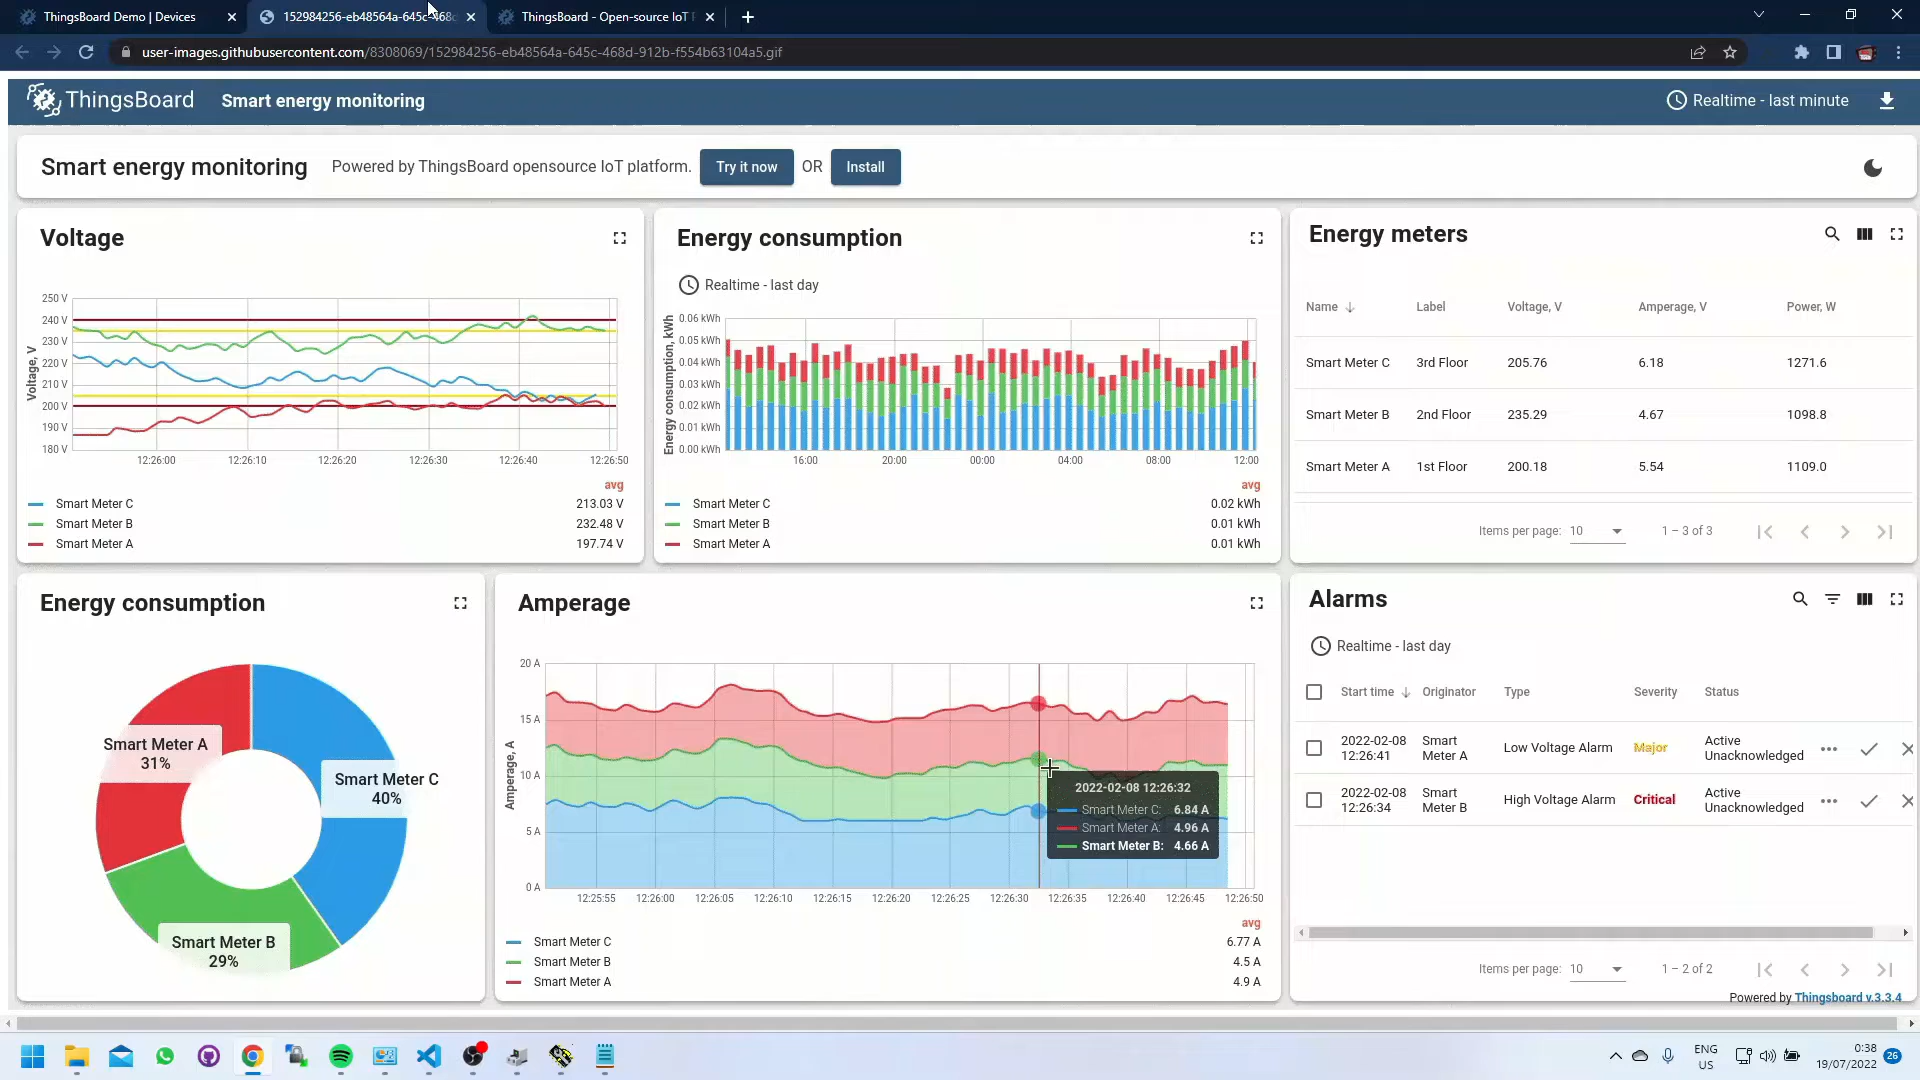 ThingsBoard Demo | Devices
152984256-eb48564a-645c-468d
ThingsBoard - Open-source IoT
user-images.githubusercontent.com/8308069/152984256-eb48564a-645c-468d-912b-f554b63104a5.gif
ThingsBoard
Smart energy monitoring
Realtime - last minute
Smart energy monitoring
Powered by ThingsBoard opensource IoT platform.
Try it now
OR
Install
Voltage
Voltage, V
250 V
240 V
230 V
220 V
210 V
200 V
190 V
180 V
12:26:00 12:26:10 12:26:20 12:26:30 12:26:40 12:26:50
avg
Smart Meter C 213.03 V
Smart Meter B 232.48 V
Smart Meter A 197.74 V
Energy consumption
Realtime - last day
Energy consumption, kWh
0.06 kWh
0.05 kWh
0.04 kWh
0.03 kWh
0.02 kWh
0.01 kWh
0.00 kWh
16:00 20:00 00:00 04:00 08:00 12:00
avg
Smart Meter C 0.02 kWh
Smart Meter B 0.01 kWh
Smart Meter A 0.01 kWh
Energy meters
Name Label Voltage, V Amperage, V Power, W
Smart Meter C 3rd Floor 205.76 6.18 1271.6
Smart Meter B 2nd Floor 235.29 4.67 1098.8
Smart Meter A 1st Floor 200.18 5.54 1109.0
Items per page: 10 1 – 3 of 3
Energy consumption
Smart Meter A
31%
Smart Meter C
40%
Smart Meter B
29%
Amperage
Amperage, A
20 A
15 A
10 A
5 A
0 A
2022-02-08 12:26:32
Smart Meter C: 6.84 A
Smart Meter A: 4.96 A
Smart Meter B: 4.66 A
12:25:55 12:26:00 12:26:05 12:26:10 12:26:15 12:26:20 12:26:25 12:26:30 12:26:35 12:26:40 12:26:45 12:26:50
avg
Smart Meter C 6.77 A
Smart Meter B 4.5 A
Smart Meter A 4.9 A
Alarms
Realtime - last day
Start time Originator Type Severity Status
2022-02-08 12:26:41 Smart Meter A Low Voltage Alarm Major Active Unacknowledged
2022-02-08 12:26:34 Smart Meter B High Voltage Alarm Critical Active Unacknowledged
Items per page: 10 1 – 2 of 2
Powered by Thingsboard v.3.3.4
ENG
US
0:38
19/07/2022
26